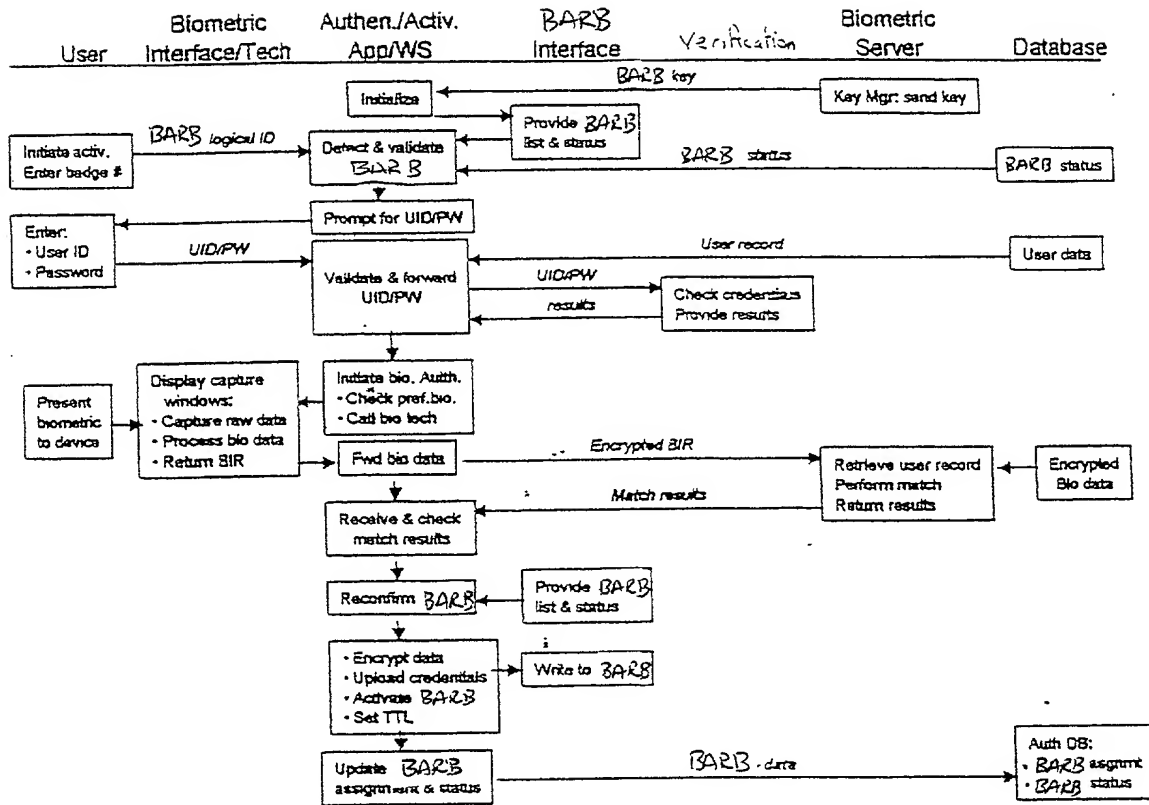 User
Biometric
Interface/Tech
Authen./Activ.
App/WS
BARB
Interface
Verification
Biometric
Server
Database
BARB key
Initialize
Key Mgr: send key
Provide BARB
list & status
Initiate activ.
Enter badge #
BARB logical ID
Detect & validate
BARB
BARB status
BARB status
Prompt for UID/PW
Enter:
• User ID
• Password
UID/PW
Validate & forward
UID/PW
User record
User data
UID/PW
results
Check credentials
Provide results
Present
biometric
to device
Display capture
windows:
• Capture raw data
• Process bio data
• Return BIR
Initiate bio. Auth.
• Check pref.bio.
• Call bio tech
Fwd bio data
Encrypted BIR
Retrieve user record
Perform match
Return results
Encrypted
Bio data
Match results
Receive & check
match results
Reconfirm BARB
Provide BARB
list & status
• Encrypt data
• Upload credentials
• Activate BARB
• Set TTL
Write to BARB
Update BARB
assignment & status
BARB data
Auth DB:
• BARB asgnmt
• BARB status